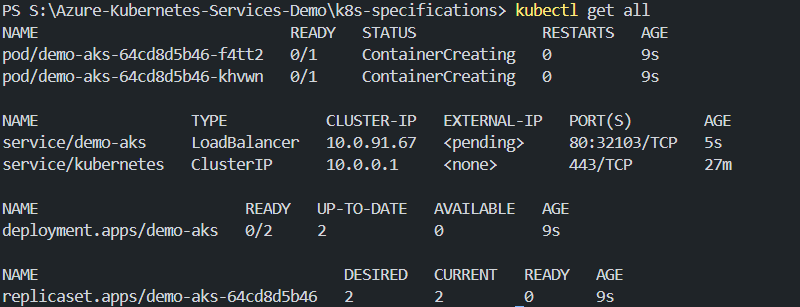 PS S:\Azure-Kubernetes-Services-Demo\k8s-specifications> kubectl get all
NAME READY STATUS RESTARTS AGE
pod/demo-aks-64cd8d5b46-f4tt2 0/1 ContainerCreating 0 9s
pod/demo-aks-64cd8d5b46-khvwn 0/1 ContainerCreating 0 9s
NAME TYPE CLUSTER-IP EXTERNAL-IP PORT(S) AGE
service/demo-aks LoadBalancer 10.0.91.67 <pending> 80:32103/TCP 5s
service/kubernetes ClusterIP 10.0.0.1 <none> 443/TCP 27m
NAME READY UP-TO-DATE AVAILABLE AGE
deployment.apps/demo-aks 0/2 2 0 9s
NAME DESIRED CURRENT READY AGE
replicaset.apps/demo-aks-64cd8d5b46 2 2 0 9s